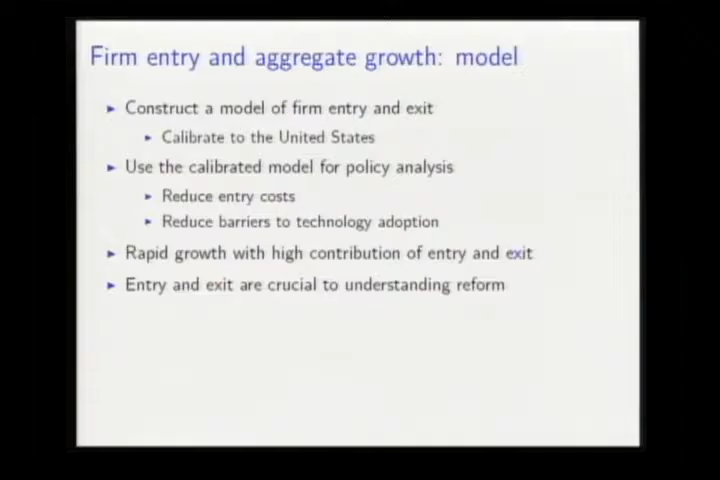 Firm entry and aggregate growth: model
Construct a model of firm entry and exit
Calibrate to the United States
Use the calibrated model for policy analysis
Reduce entry costs
Reduce barriers to technology adoption
Rapid growth with high contribution of entry and exit
Entry and exit are crucial to understanding reform